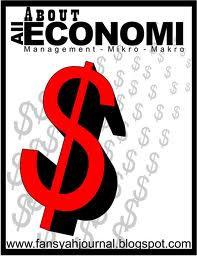 All About
ECONOMI
Management - Mikro - Makro
$
www.fansyahjournal.blogspot.com